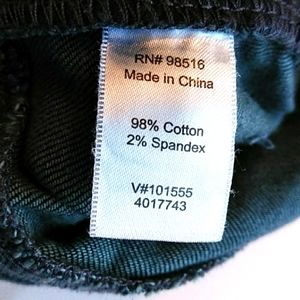 RN# 98516
Made in China
98% Cotton
2% Spandex
V#101555
4017743